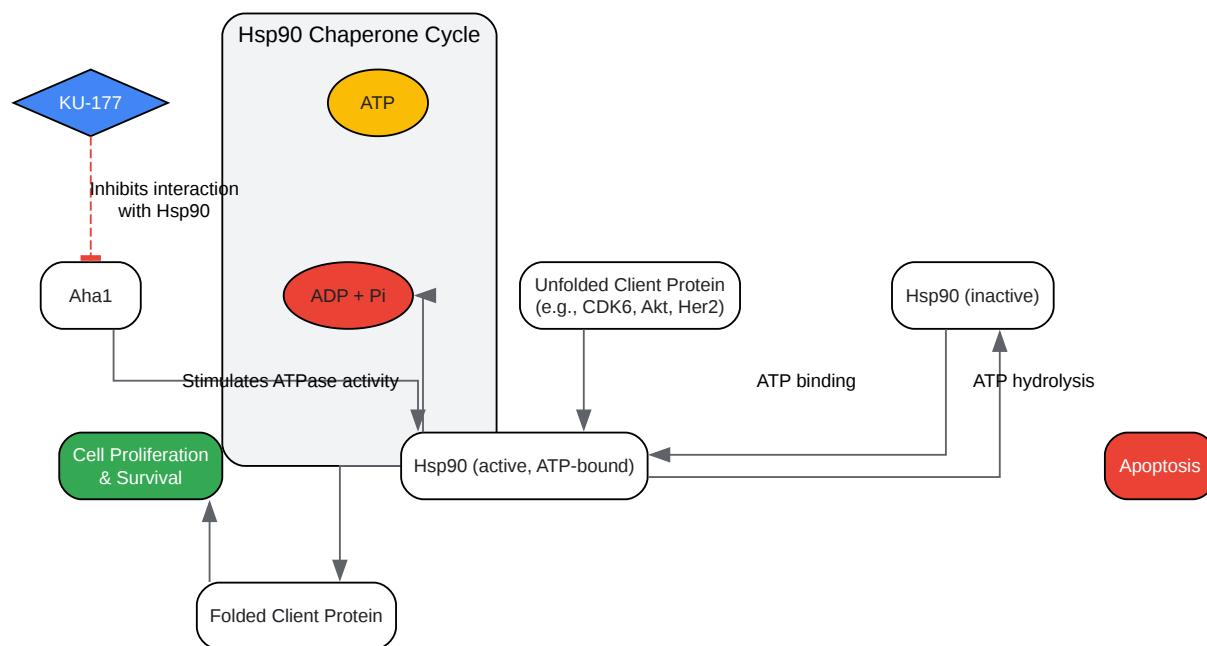 Hsp90 Chaperone Cycle
KU-177
ATP
Inhibits interaction
with Hsp90
Aha1
ADP + Pi
Unfolded Client Protein
(e.g., CDK6, Akt, Her2)
Hsp90 (inactive)
Stimulates ATPase activity
ATP binding
ATP hydrolysis
Cell Proliferation
& Survival
Hsp90 (active, ATP-bound)
Apoptosis
Folded Client Protein